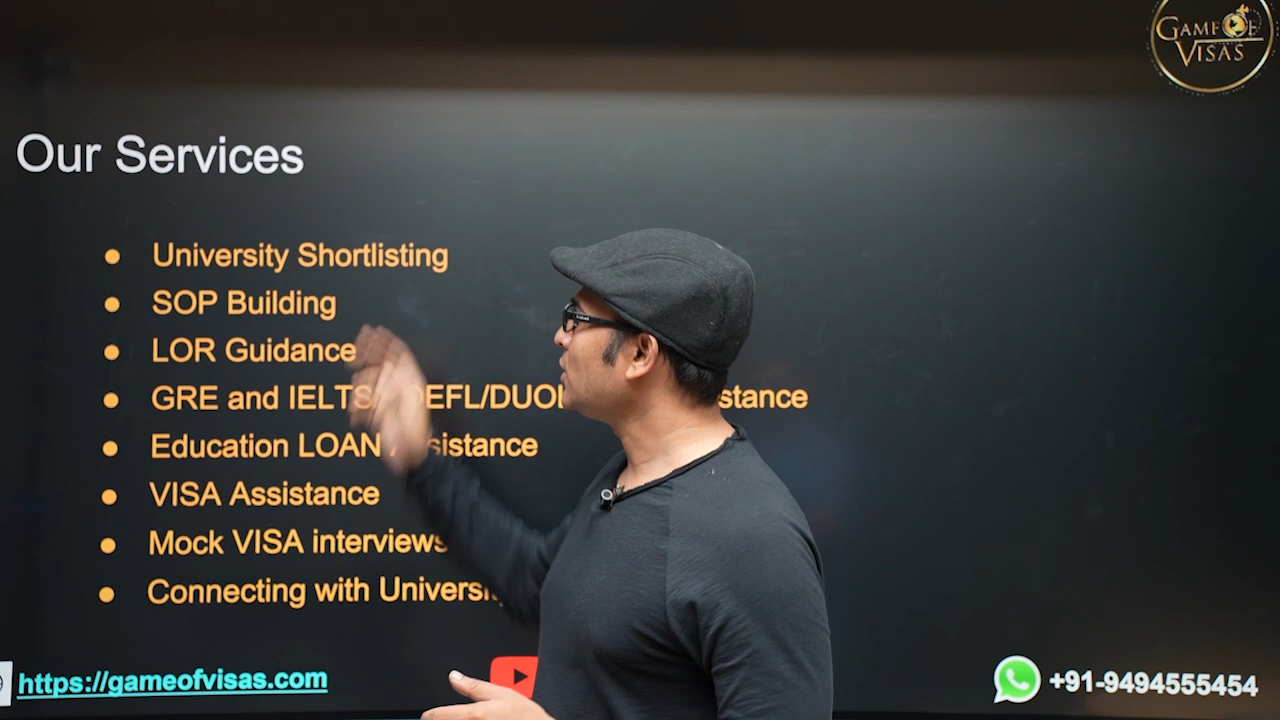 GAME OF
VISAS
Our Services
• University Shortlisting
• SOP Building
• LOR Guidance
• GRE and IELTS
• Education LOAN
• VISA Assistance
• Mock VISA interviews
• Connecting with
https://gameofvisas.com
+91-9494555454